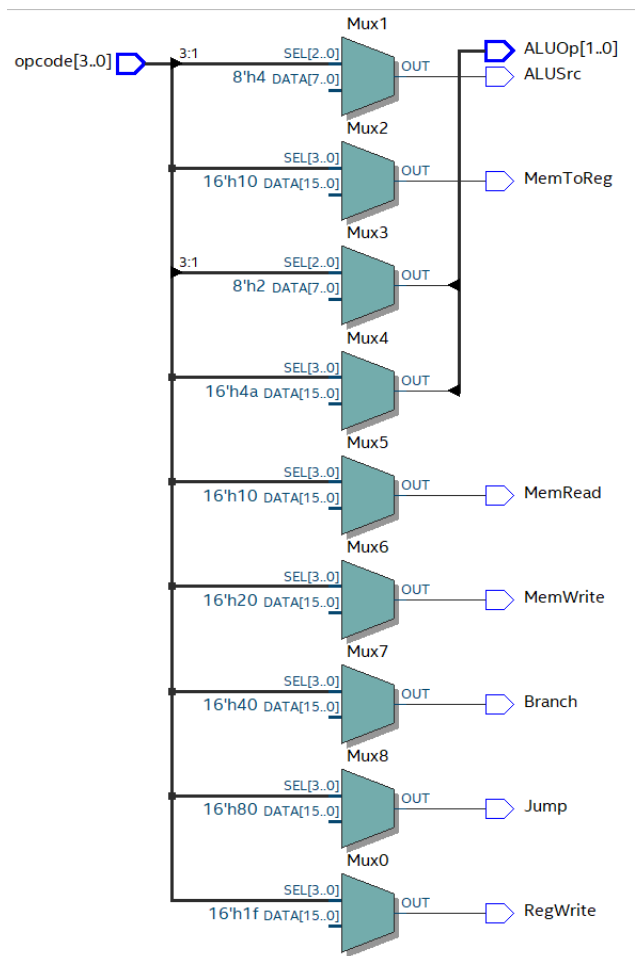 Mux1
opcode[3..0]
3:1
SEL[2..0]
8'h4 DATA[7..0]
OUT
ALUOp[1..0]
ALUSrc
Mux2
SEL[3..0]
16'h10 DATA[15..0]
OUT
MemToReg
Mux3
3:1
SEL[2..0]
8'h2 DATA[7..0]
OUT
Mux4
SEL[3..0]
16'h4a DATA[15..0]
OUT
Mux5
SEL[3..0]
16'h10 DATA[15..0]
OUT
MemRead
Mux6
SEL[3..0]
16'h20 DATA[15..0]
OUT
MemWrite
Mux7
SEL[3..0]
16'h40 DATA[15..0]
OUT
Branch
Mux8
SEL[3..0]
16'h80 DATA[15..0]
OUT
Jump
Mux0
SEL[3..0]
16'h1f DATA[15..0]
OUT
RegWrite